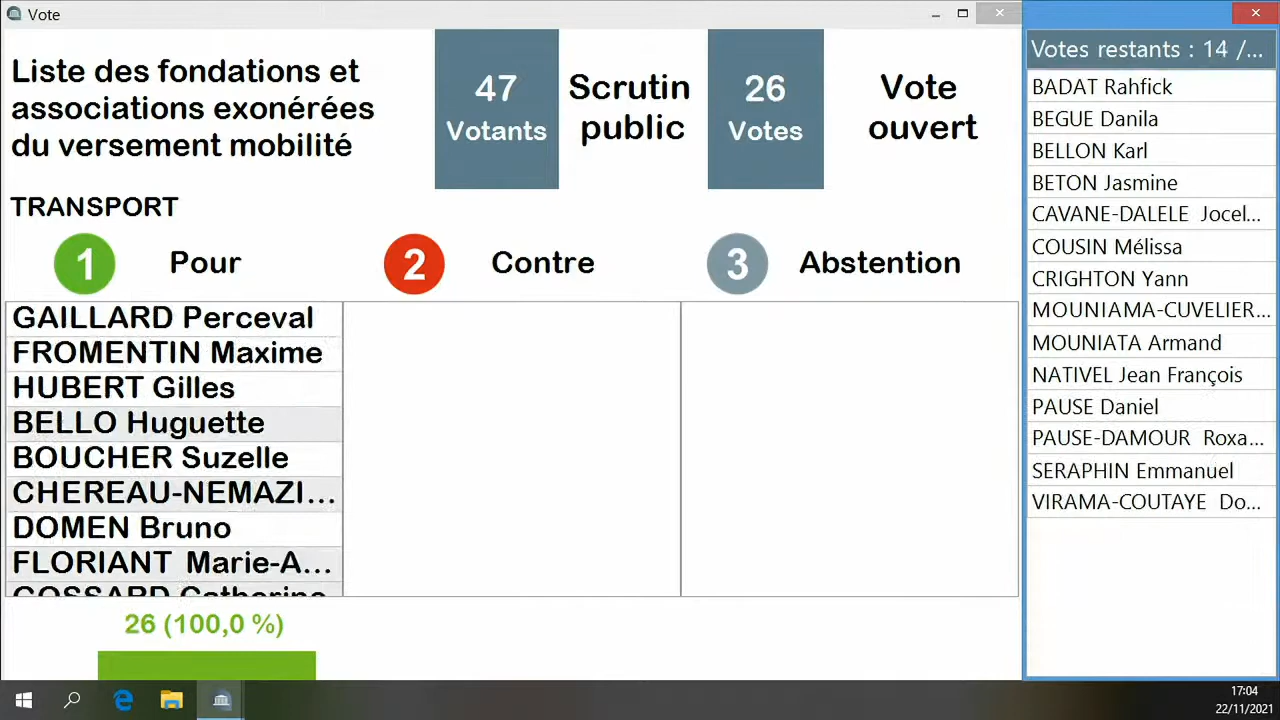 Vote
Liste des fondations et
associations exonérées
du versement mobilité
47
Votants
Scrutin
public
26
Votes
Vote
ouvert
TRANSPORT
1
Pour
2
Contre
3
Abstention
GAILLARD Perceval
FROMENTIN Maxime
HUBERT Gilles
BELLO Huguette
BOUCHER Suzelle
CHEREAU-NEMAZI...
DOMEN Bruno
FLORIANT Marie-A...
GOSSARD Catherine
26 (100,0 %)
Votes restants : 14 /...
BADAT Rahfick
BEGUE Danila
BELLON Karl
BETON Jasmine
CAVANE-DALELE Jocel...
COUSIN Mélissa
CRIGHTON Yann
MOUNIAMA-CUVELIER...
MOUNIATA Armand
NATIVEL Jean François
PAUSE Daniel
PAUSE-DAMOUR Roxa...
SERAPHIN Emmanuel
VIRAMA-COUTAYE Do...
17:04
22/11/2021